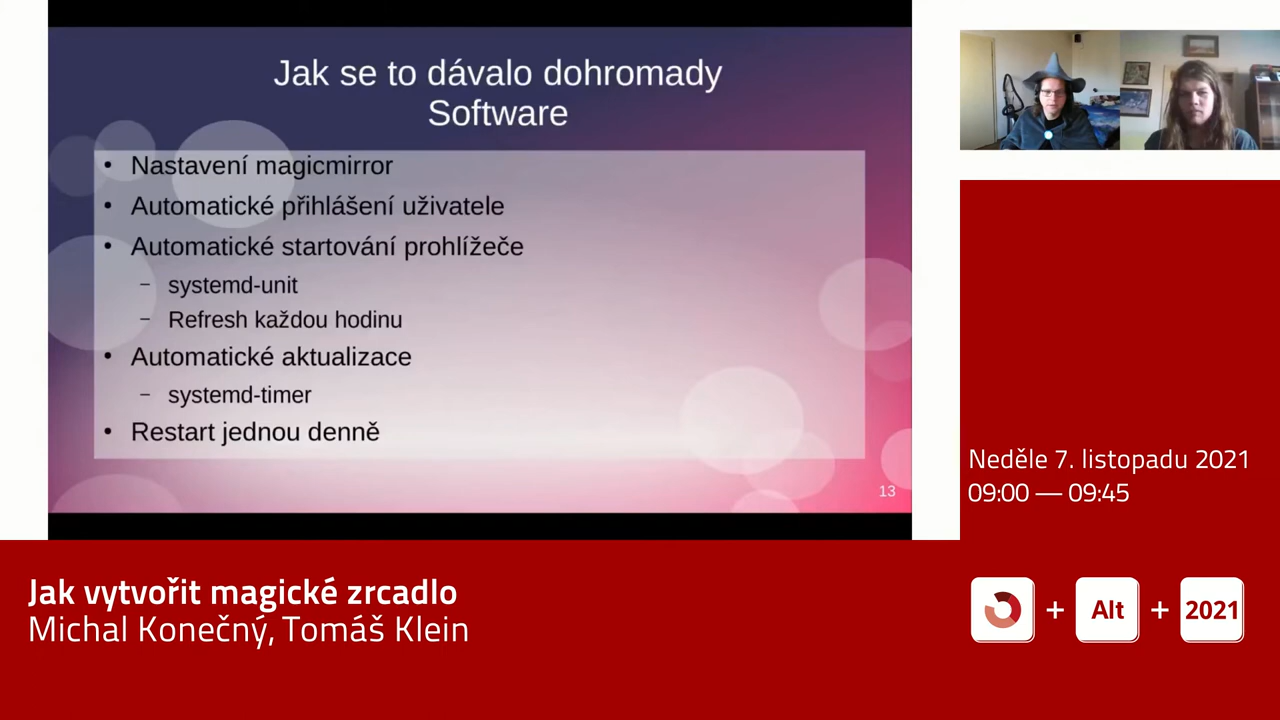 Jak se to dávalo dohromady
Software
• Nastavení magicmirror
• Automatické přihlášení uživatele
• Automatické startování prohlížeče
– systemd-unit
– Refresh každou hodinu
• Automatické aktualizace
– systemd-timer
• Restart jednou denně
13
Neděle 7. listopadu 2021
09:00 — 09:45
Jak vytvořit magické zrcadlo
Michal Konečný, Tomáš Klein
+ Alt + 2021